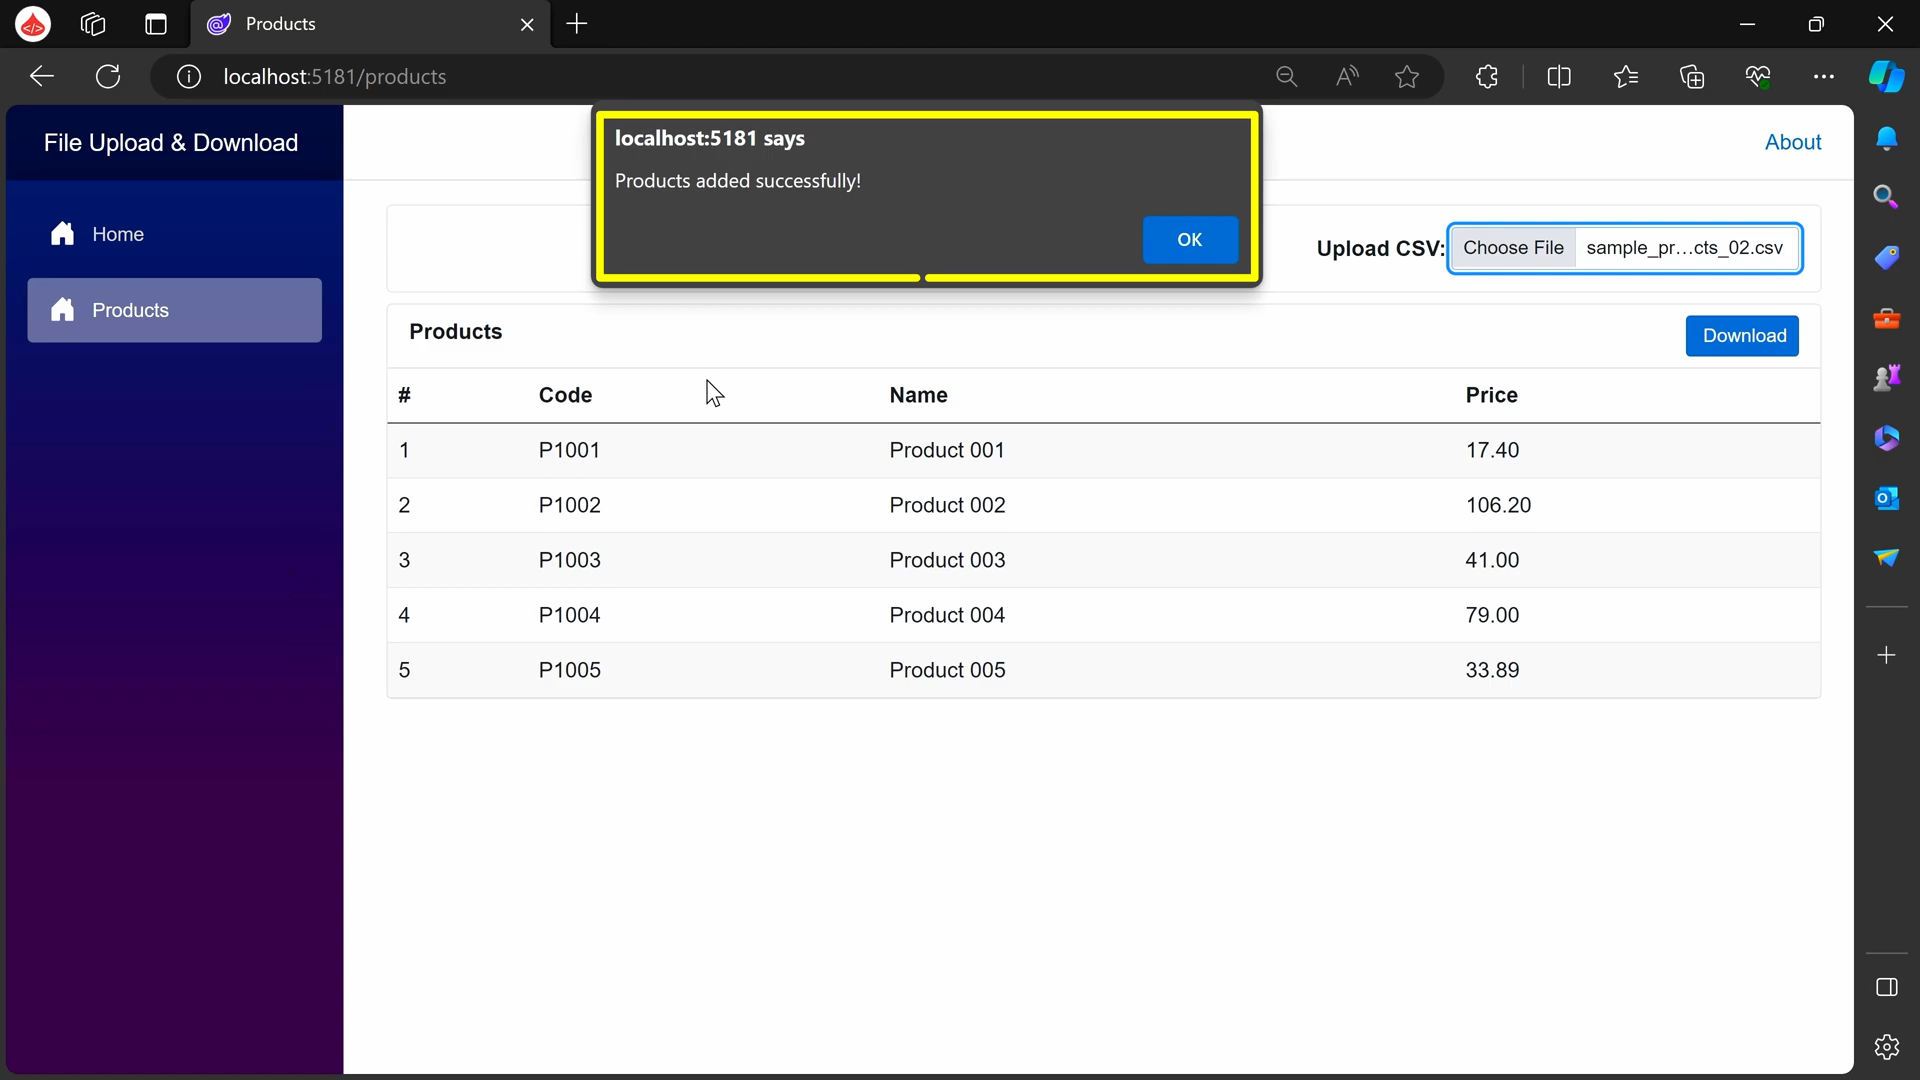 Products
localhost:5181/products
File Upload & Download
localhost:5181 says
Products added successfully!
OK
About
Home
Products
Upload CSV:
Choose File
sample_pr...cts_02.csv
Products
Download
# Code Name Price
1 P1001 Product 001 17.40
2 P1002 Product 002 106.20
3 P1003 Product 003 41.00
4 P1004 Product 004 79.00
5 P1005 Product 005 33.89